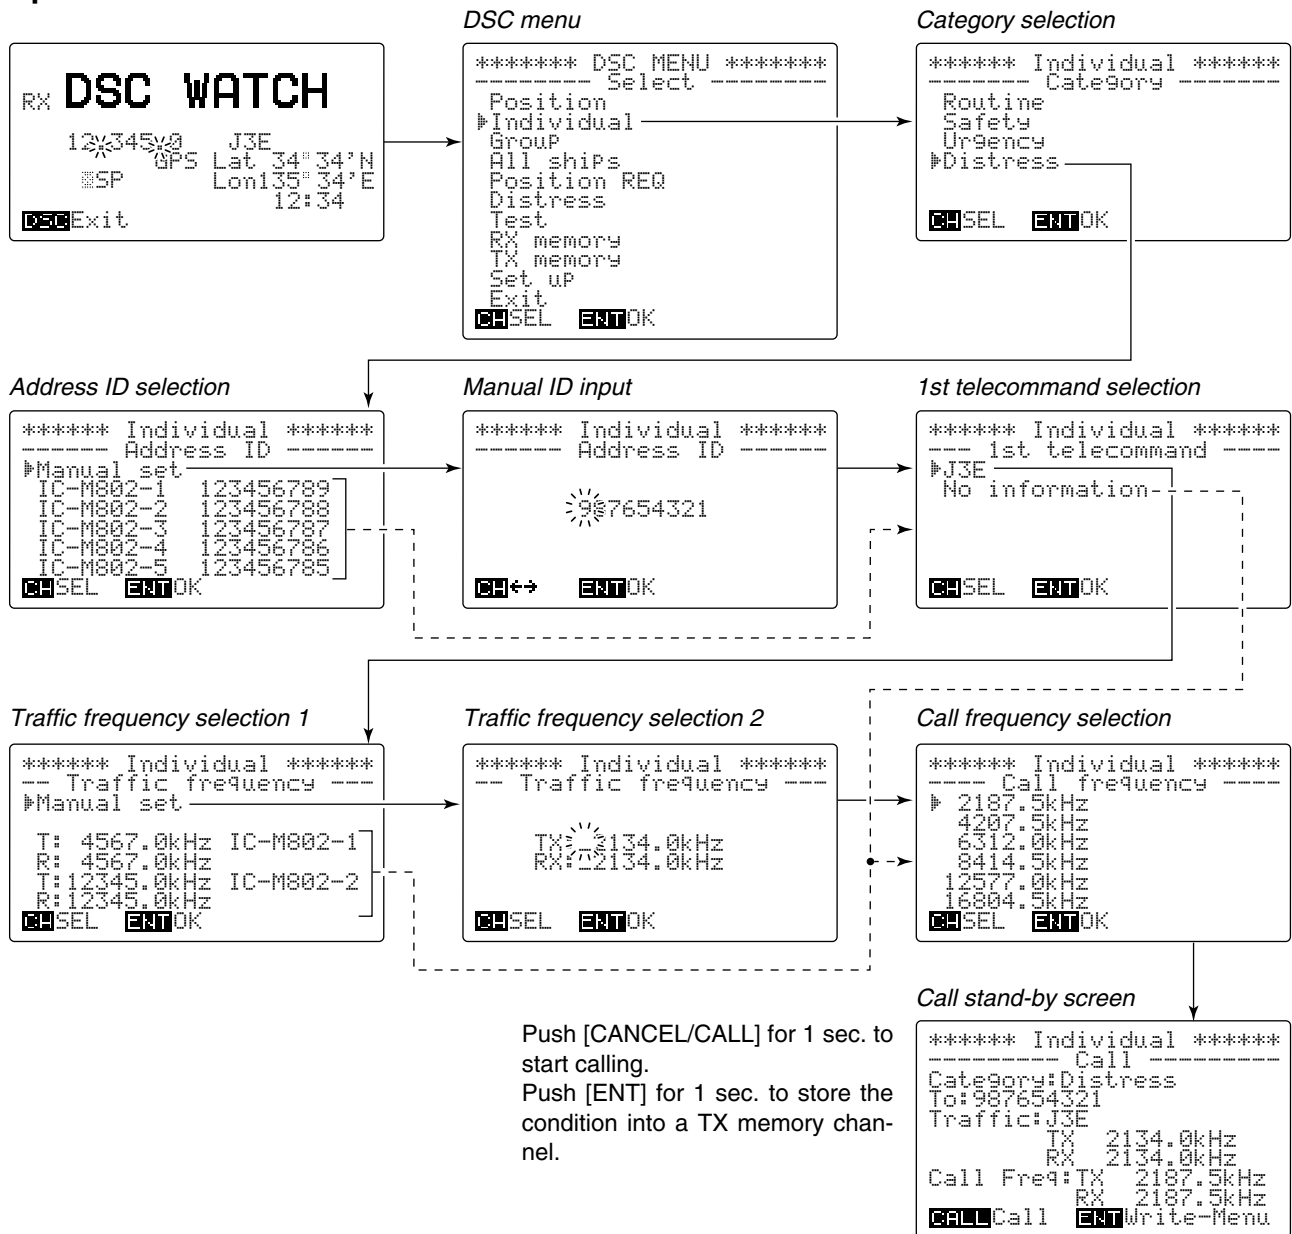 DSC menu
Category selection
RX DSC WATCH
J3E
GPS Lat 34°34'N
SP Lon135°34'E
12:34
DSC Exit
******* DSC MENU *******
-------- Select --------
Position
Individual
Group
All ships
Position REQ
Distress
Test
RX memory
TX memory
Set up
Exit
CH SEL ENT OK
****** Individual ******
------- Category -------
Routine
Safety
Urgency
Distress
CH SEL ENT OK
Address ID selection
Manual ID input
1st telecommand selection
****** Individual ******
------ Address ID ------
Manual set
IC-M802-1 123456789
IC-M802-2 123456788
IC-M802-3 123456787
IC-M802-4 123456786
IC-M802-5 123456785
CH SEL ENT OK
****** Individual ******
------ Address ID ------
987654321
CH ↔ ENT OK
****** Individual ******
--- 1st telecommand ----
J3E
No information
CH SEL ENT OK
Traffic frequency selection 1
Traffic frequency selection 2
Call frequency selection
****** Individual ******
-- Traffic frequency ---
Manual set
T: 4567.0kHz IC-M802-1
R: 4567.0kHz
T:12345.0kHz IC-M802-2
R:12345.0kHz
CH SEL ENT OK
****** Individual ******
-- Traffic frequency ---
TX:_2134.0kHz
RX:_2134.0kHz
CH SEL ENT OK
****** Individual ******
---- Call frequency ----
2187.5kHz
4207.5kHz
6312.0kHz
8414.5kHz
12577.0kHz
16804.5kHz
CH SEL ENT OK
Call stand-by screen
Push [CANCEL/CALL] for 1 sec. to
start calling.
Push [ENT] for 1 sec. to store the
condition into a TX memory chan-
nel.
****** Individual ******
--------- Call ---------
Category:Distress
To:987654321
Traffic:J3E
TX 2134.0kHz
RX 2134.0kHz
Call Freq:TX 2187.5kHz
RX 2187.5kHz
CALL Call ENT Write-Menu